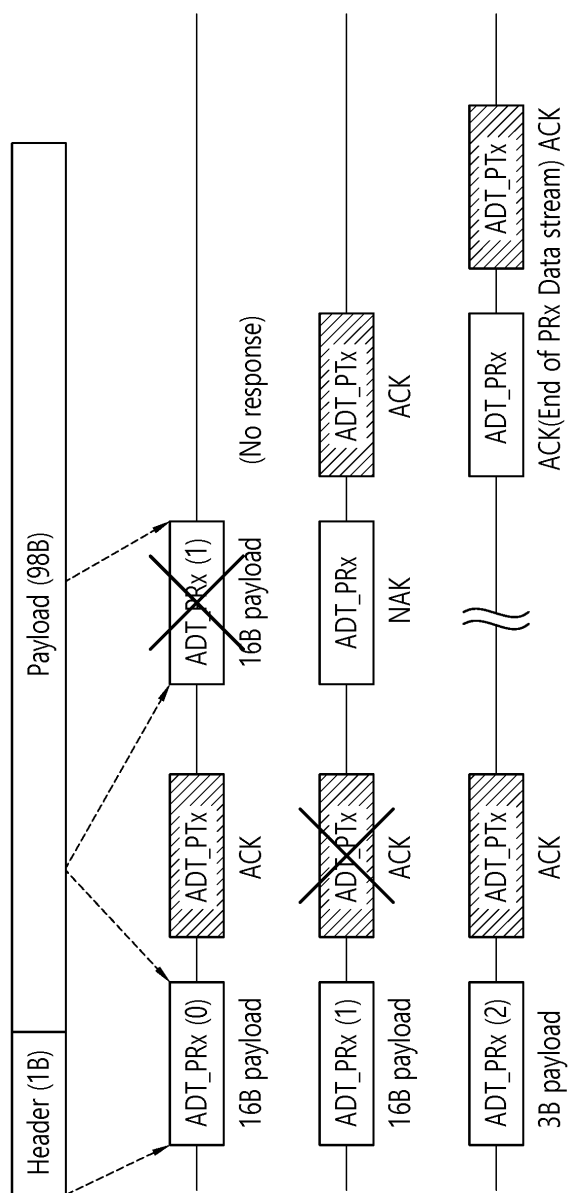 Header (1B)
Payload (98B)
ADT_PRx (0)
16B payload
ADT_PTx
ACK
ADT_PRx (1)
16B payload
(No response)
ADT_PRx (1)
16B payload
ADT_PTx
ACK
ADT_PRx
NAK
ADT_PTx
ACK
ADT_PRx (2)
3B payload
ADT_PTx
ACK
ADT_PRx
ACK(End of PRx Data stream)
ADT_PTx
ACK